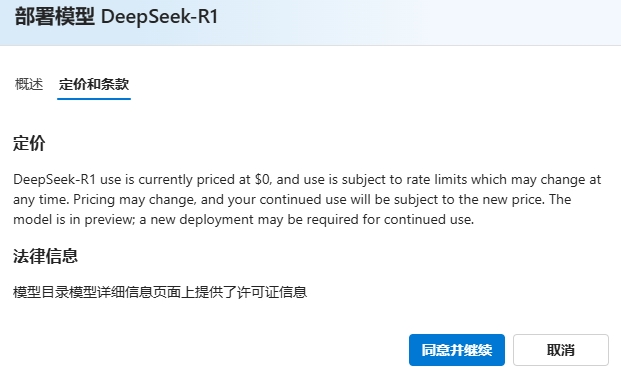 部署模型 DeepSeek-R1
概述 定价和条款
定价
DeepSeek-R1 use is currently priced at $0, and use is subject to rate limits which may change at
any time. Pricing may change, and your continued use will be subject to the new price. The
model is in preview; a new deployment may be required for continued use.
法律信息
模型目录模型详细信息页面上提供了许可证信息
同意并继续 取消